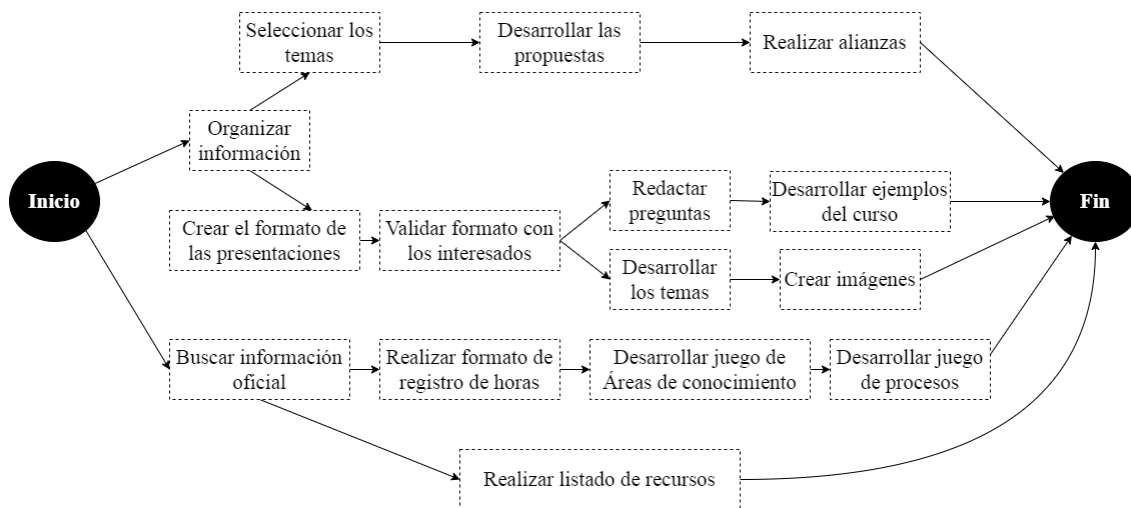 Seleccionar los
temas
Desarrollar las
propuestas
Realizar alianzas
Organizar
información
Inicio
Fin
Crear el formato de
las presentaciones
Validar formato con
los interesados
Redactar
preguntas
Desarrollar ejemplos
del curso
Desarrollar
los temas
Crear imágenes
Buscar información
oficial
Realizar formato de
registro de horas
Desarrollar juego de
Áreas de conocimiento
Desarrollar juego
de procesos
Realizar listado de recursos